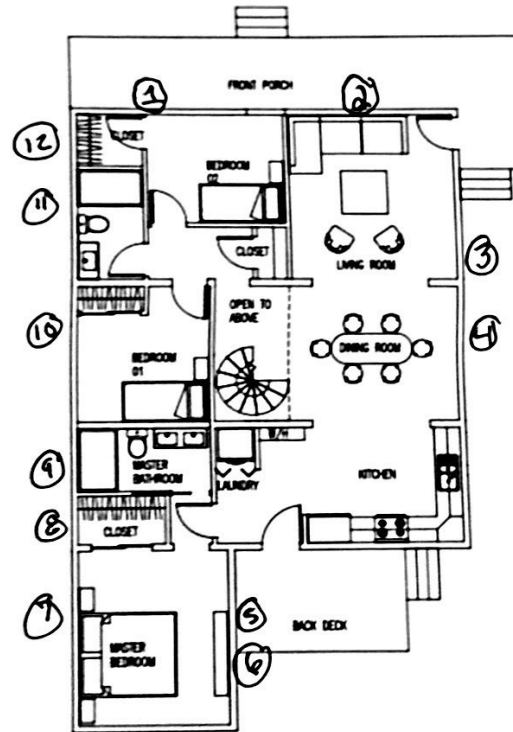 FRONT PORCH
1
2
12
CLOSET
BEDROOM
02
11
CLOSET
LIVING ROOM
3
10
OPEN TO
ABOVE
DINING ROOM
4
BEDROOM
01
9
MASTER
BATHROOM
W/H
LAUNDRY
KITCHEN
8
CLOSET
7
MASTER
BEDROOM
5
6
BACK DECK